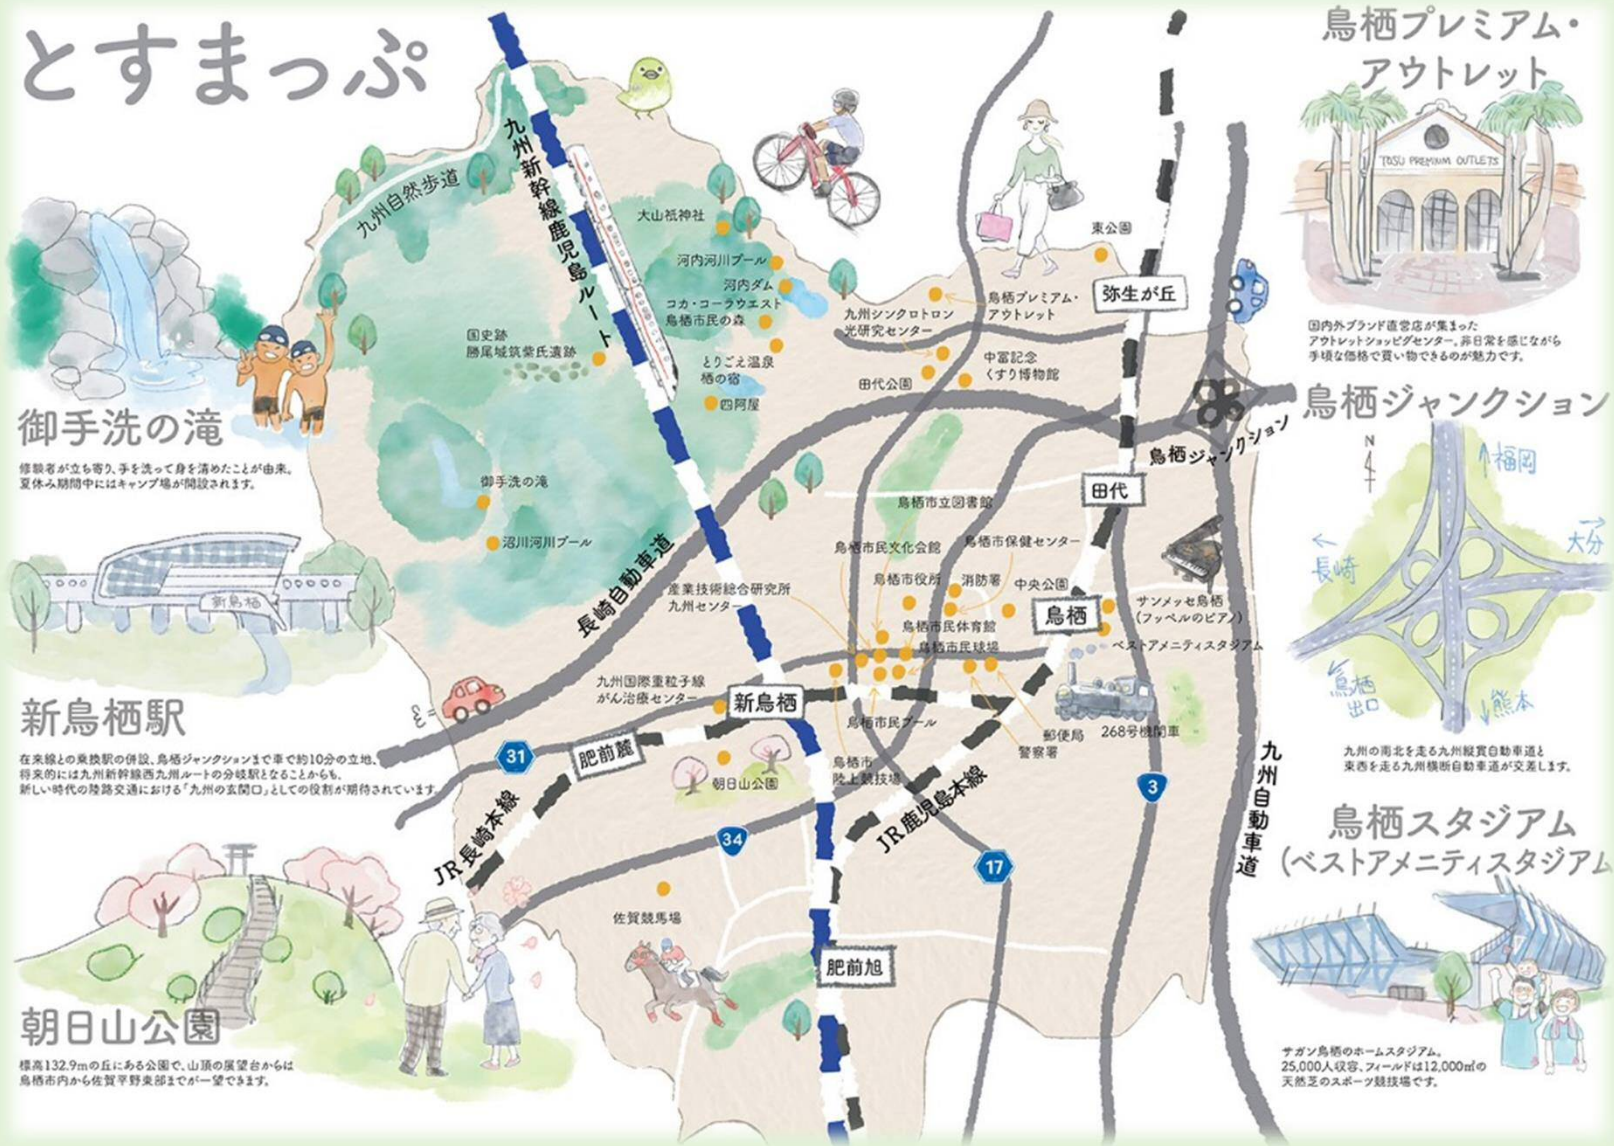 とすまっぷ
鳥栖プレミアム・
アウトレット
TOSU PREMIUM OUTLETS
国内外ブランド直営店が集まった
アウトレットショッピグセンター。非日常を感じながら
手頃な価格で買い物できるのが魅力です。
鳥栖ジャンクション
N
福岡
大分
長崎
鳥栖
出口
熊本
九州の南北を走る九州縦貫自動車道と
東西を走る九州横断自動車道が交差します。
鳥栖スタジアム
(ベストアメニティスタジアム
サガン鳥栖のホームスタジアム。
25,000人収容、フィールドは12,000㎡の
天然芝のスポーツ競技場です。
御手洗の滝
修験者が立ち寄り、手を洗って身を清めたことが由来。
夏休み期間中にはキャンプ場が開設されます。
新鳥栖
新鳥栖駅
在来線との乗換駅の併設、鳥栖ジャンクションまで車で約10分の立地、
将来的には九州新幹線西九州ルートの分岐駅となることからも、
新しい時代の陸路交通における「九州の玄関口」としての役割が期待されています。
朝日山公園
標高132.9mの丘にある公園で、山頂の展望台からは
鳥栖市内から佐賀平野東部までが一望できます。
九州自然歩道
九州新幹線鹿児島ルート
大山祇神社
河内河川プール
河内ダム
コカ・コーラウエスト
鳥栖市民の森
とりごえ温泉
栖の宿
四阿屋
国史跡
勝尾城筑紫氏遺跡
御手洗の滝
沼川河川プール
東公園
弥生が丘
鳥栖プレミアム・
アウトレット
九州シンクロトロン
光研究センター
中冨記念
くすり博物館
田代公園
鳥栖ジャンクション
田代
長崎自動車道
鳥栖市立図書館
鳥栖市民文化会館
鳥栖市保健センター
鳥栖市役所
消防署
中央公園
産業技術総合研究所
九州センター
鳥栖市民体育館
鳥栖市民球場
鳥栖
サンメッセ鳥栖
(フッペルのピアノ)
ベストアメニティスタジアム
九州国際重粒子線
がん治療センター
新鳥栖
肥前麓
31
鳥栖市民プール
郵便局
警察署
268号機関車
鳥栖市
陸上競技場
朝日山公園
JR長崎本線
JR鹿児島本線
34
17
3
九州自動車道
佐賀競馬場
肥前旭